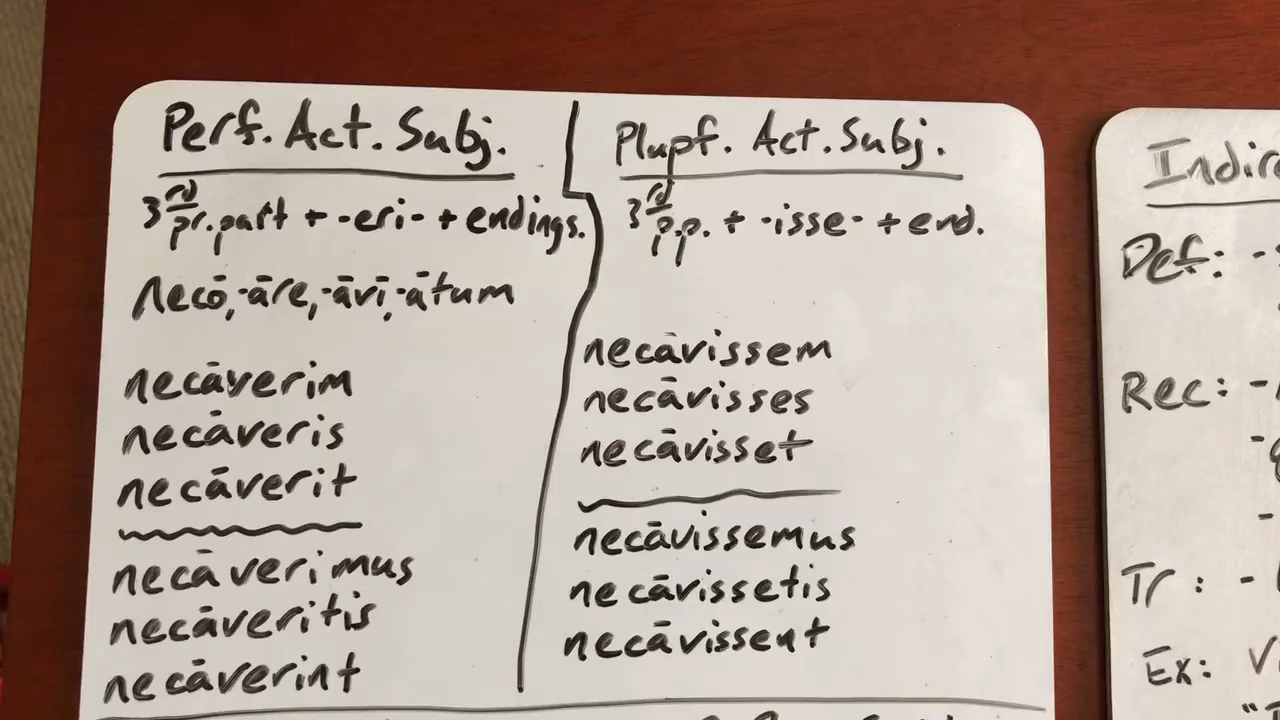 Perf. Act. Subj.
3rd pr. part + -eri- + endings.
Necō, -āre, -āvī, -ātum
necāverim
necāveris
necāverit
necāverimus
necāveritis
necāverint
Plupf. Act. Subj.
3rd p.p. + -isse- + end.
necāvissem
necāvisses
necāvisset
necāvissemus
necāvissetis
necāvissent
Def: -
Rec: -
-
-
Tr: -
Ex: